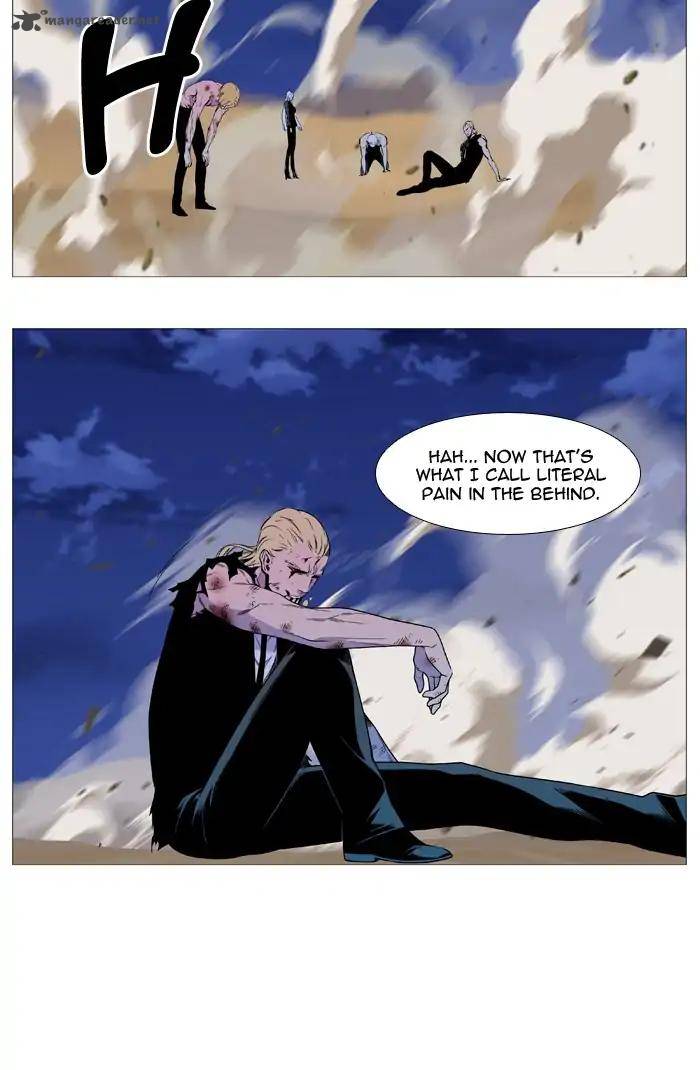 mangareader.net
H
HAH... NOW THAT'S
WHAT I CALL LITERAL
PAIN IN THE BEHIND.